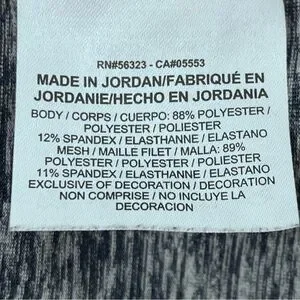 RN#56323 - CA#05553
MADE IN JORDAN/FABRIQUÉ EN
JORDANIE/HECHO EN JORDANIA
BODY / CORPS / CUERPO: 88% POLYESTER /
POLYESTER / POLIESTER
12% SPANDEX / ELASTHANNE / ELASTANO
MESH / MAILLE FILET / MALLA: 89%
POLYESTER / POLYESTER / POLIESTER
11% SPANDEX / ELASTHANNE / ELASTANO
EXCLUSIVE OF DECORATION / DECORATION
NON COMPRISE / NO INCLUYE LA
DECORACION